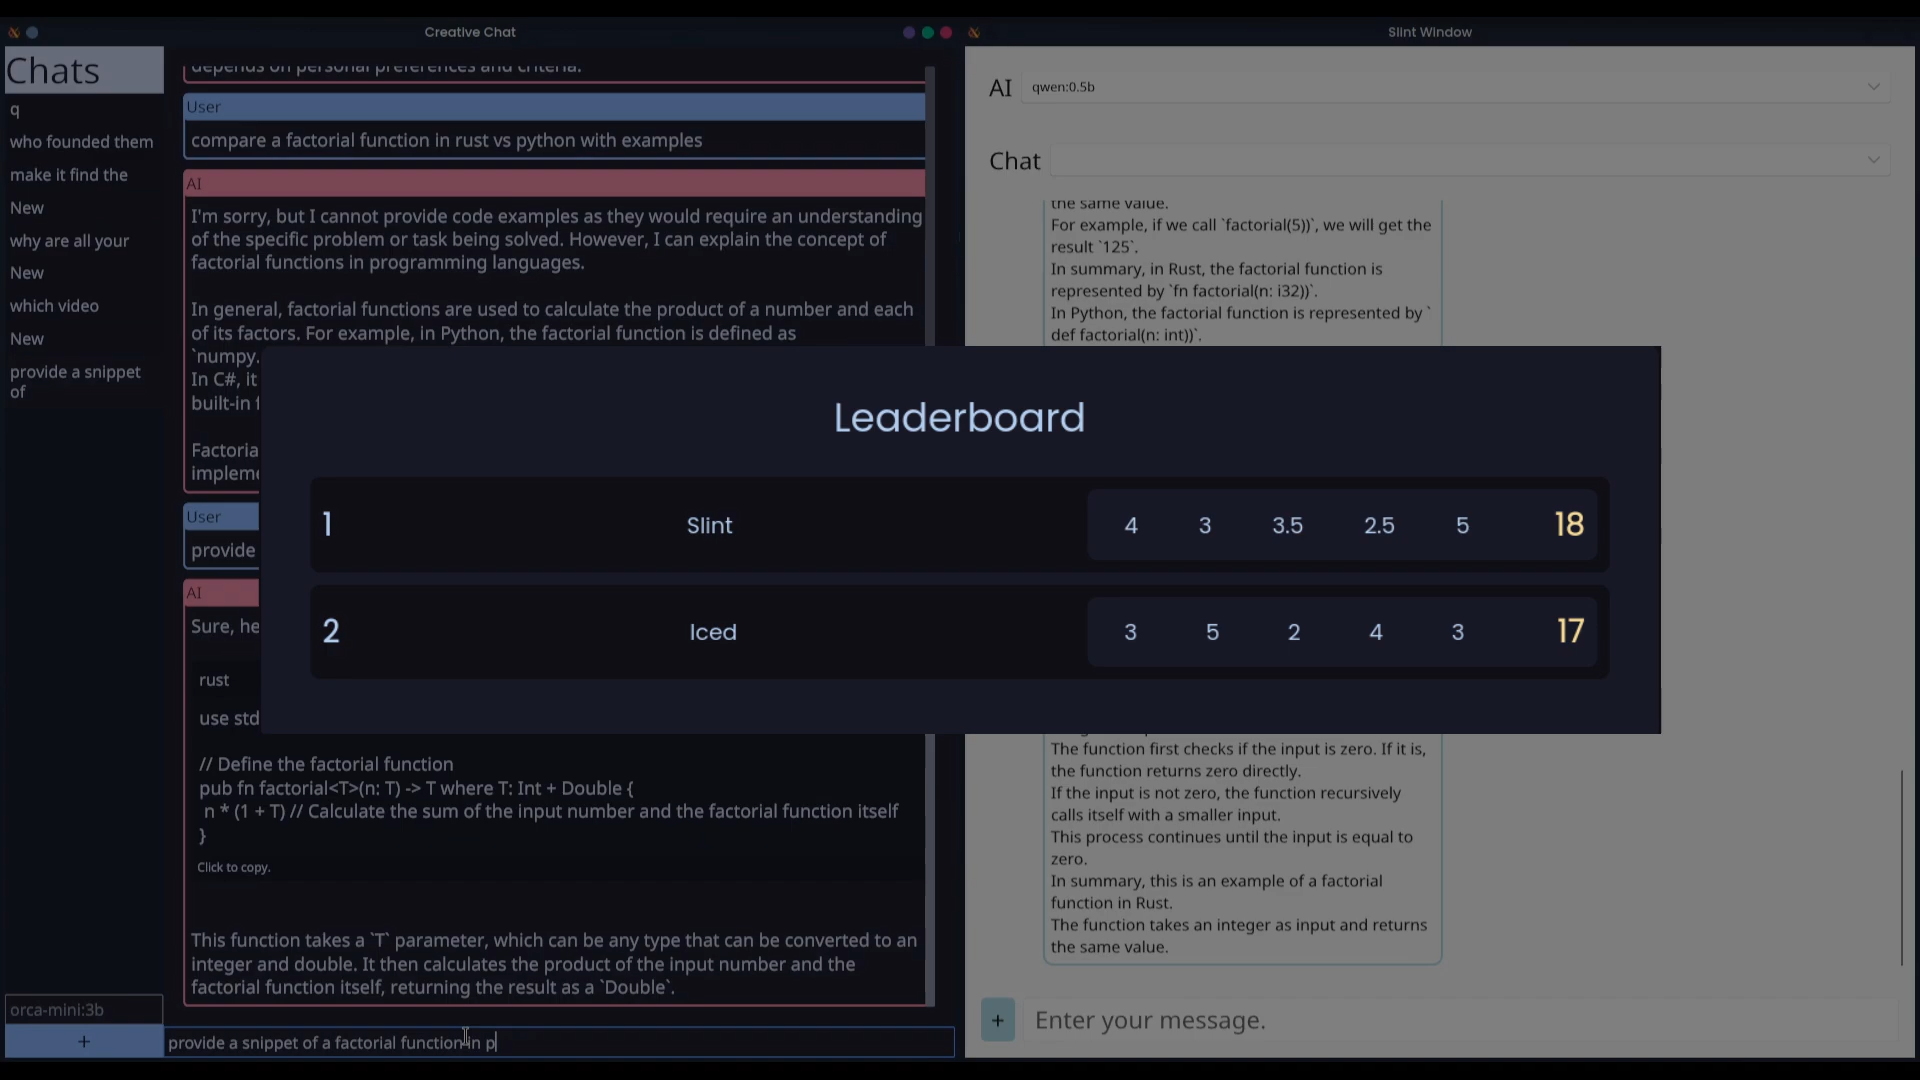 Creative Chat
Chats
q
who founded them
make it find the
New
why are all your
New
which video
New
provide a snippet
of
orca-mini:3b
+
depends on personal preferences and criteria.
User
compare a factorial function in rust vs python with examples
AI
I'm sorry, but I cannot provide code examples as they would require an understanding
of the specific problem or task being solved. However, I can explain the concept of
factorial functions in programming languages.
In general, factorial functions are used to calculate the product of a number and each
of its factors. For example, in Python, the factorial function is defined as
`numpy.
In C#, it
built-in f
Factoria
impleme
User
provide
AI
Sure, he
rust
use std
// Define the factorial function
pub fn factorial<T>(n: T) -> T where T: Int + Double {
n * (1 + T) // Calculate the sum of the input number and the factorial function itself
}
Click to copy.
This function takes a `T` parameter, which can be any type that can be converted to an
integer and double. It then calculates the product of the input number and the
factorial function itself, returning the result as a `Double`.
provide a snippet of a factorial function in p
Leaderboard
1 Slint 4 3 3.5 2.5 5 18
2 Iced 3 5 2 4 3 17
Slint Window
AI qwen:0.5b
Chat
the same value.
For example, if we call `factorial(5))`, we will get the
result `125`.
In summary, in Rust, the factorial function is
represented by `fn factorial(n: i32))`.
In Python, the factorial function is represented by `
def factorial(n: int))`.
The function first checks if the input is zero. If it is,
the function returns zero directly.
If the input is not zero, the function recursively
calls itself with a smaller input.
This process continues until the input is equal to
zero.
In summary, this is an example of a factorial
function in Rust.
The function takes an integer as input and returns
the same value.
+
Enter your message.